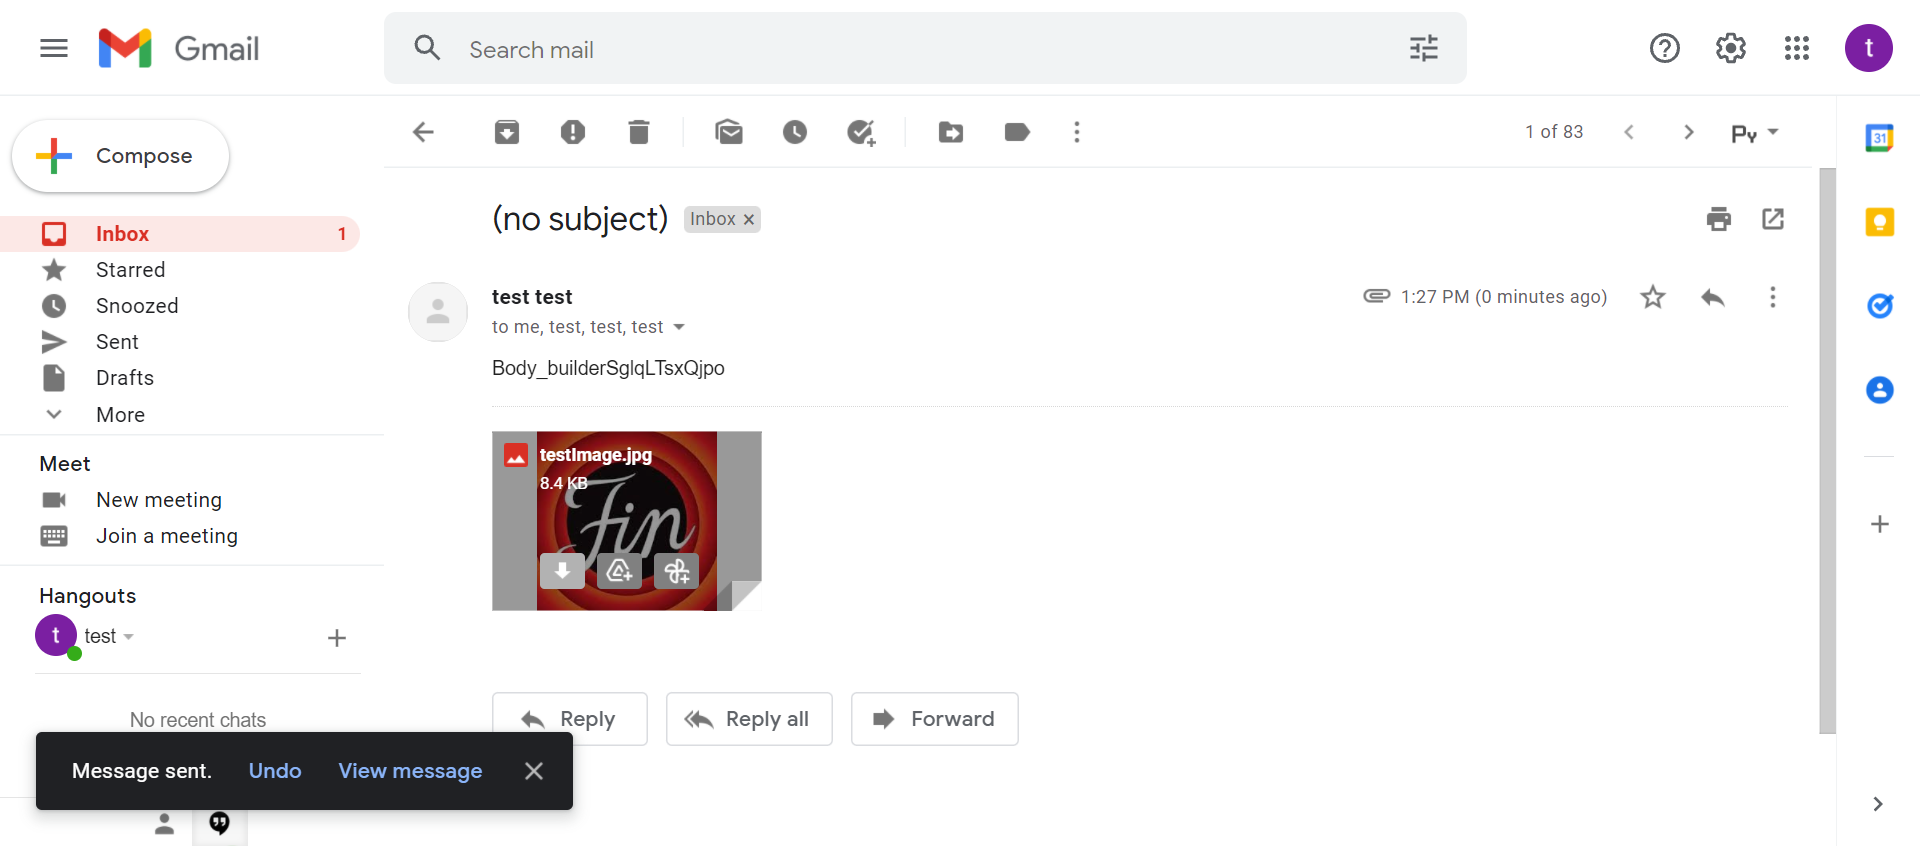 Gmail
Search mail
t
Compose
1 of 83
Py
31
(no subject)
Inbox
Inbox 1
Starred
Snoozed
Sent
Drafts
More
test test
1:27 PM (0 minutes ago)
to me, test, test, test
Body_builderSglqLTsxQjpo
testImage.jpg
8.4 KB
Fin
Meet
New meeting
Join a meeting
Hangouts
t
test
No recent chats
Reply
Reply all
Forward
Message sent. Undo View message